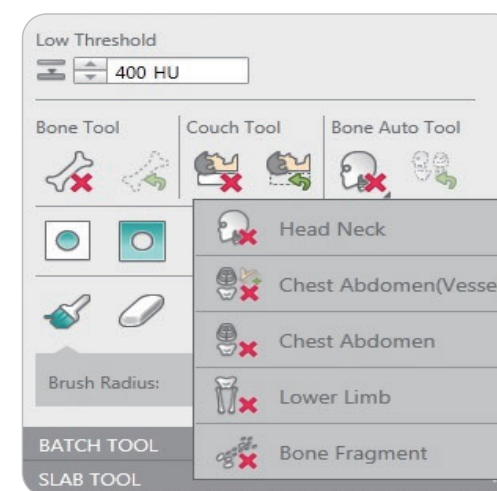 Low Threshold
400 HU
Bone Tool Couch Tool Bone Auto Tool
Head Neck
Chest Abdomen(Vesse
Chest Abdomen
Brush Radius:
Lower Limb
BATCH TOOL
Bone Fragment
SLAB TOOL